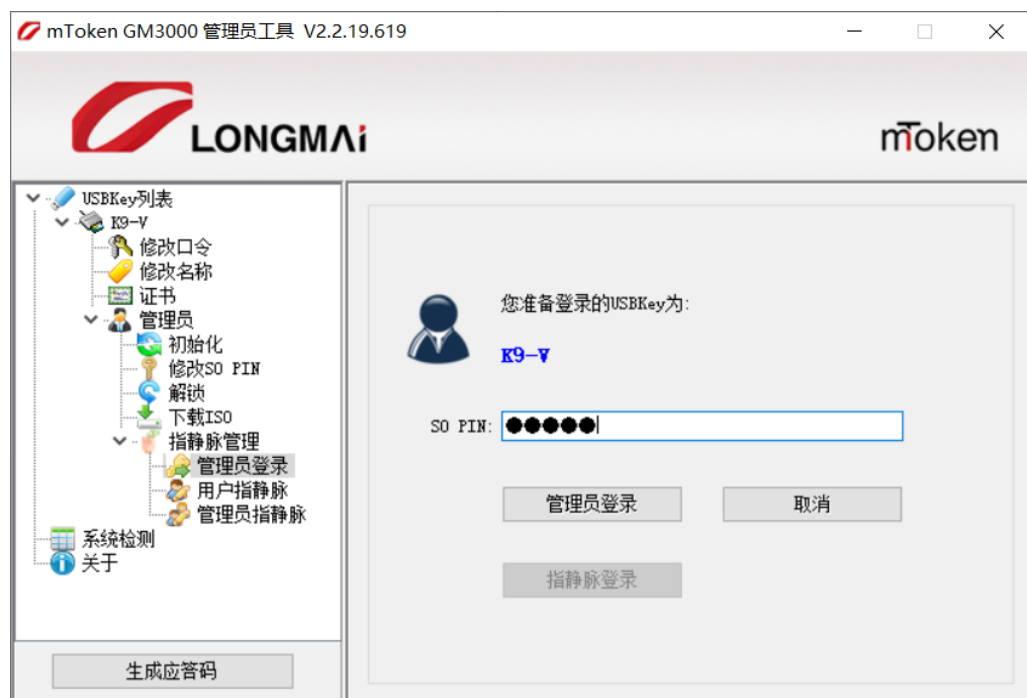 mToken GM3000 管理员工具 V2.2.19.619
LONGMAi
mToken
USBKey列表
K9-V
修改口令
修改名称
证书
管理员
初始化
修改SO PIN
解锁
下载ISO
指静脉管理
管理员登录
用户指静脉
管理员指静脉
系统检测
关于
生成应答码
您准备登录的USBKey为:
K9-V
SO PIN: ●●●●●
管理员登录
取消
指静脉登录